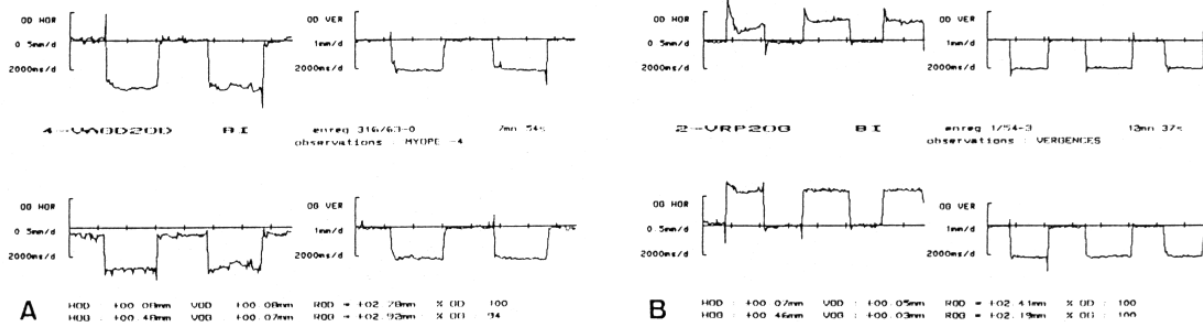 OD HOR OD VER
0 5mm/d 1mm/d
2000ms/d 2000ms/d
4-VAOD20D AI enreg 316/63-0 7mn 54s
observations : MYOPE -4
OG HOR OG VER
0 5mm/d 1mm/d
2000ms/d 2000ms/d
A HOD +00 08mm VOD +00 08mm ROD = +02 78mm % OD 100
HOG +00 48mm VOG +00 07mm ROG = +02 92mm % OG 94
OD HOR OD VER
0 5mm/d 1mm/d
2000ms/d 2000ms/d
2-VRP20G BI enreg 1/54-3 13mn 37s
observations : VERGENCES
OG HOR OG VER
0 5mm/d 1mm/d
2000ms/d 2000ms/d
B HOD : +00 07mm VOD : +00 05mm ROD = +02 41mm % OD : 100
HOG : +00 46mm VOG : +00 03mm ROG = +02 19mm % OG : 100